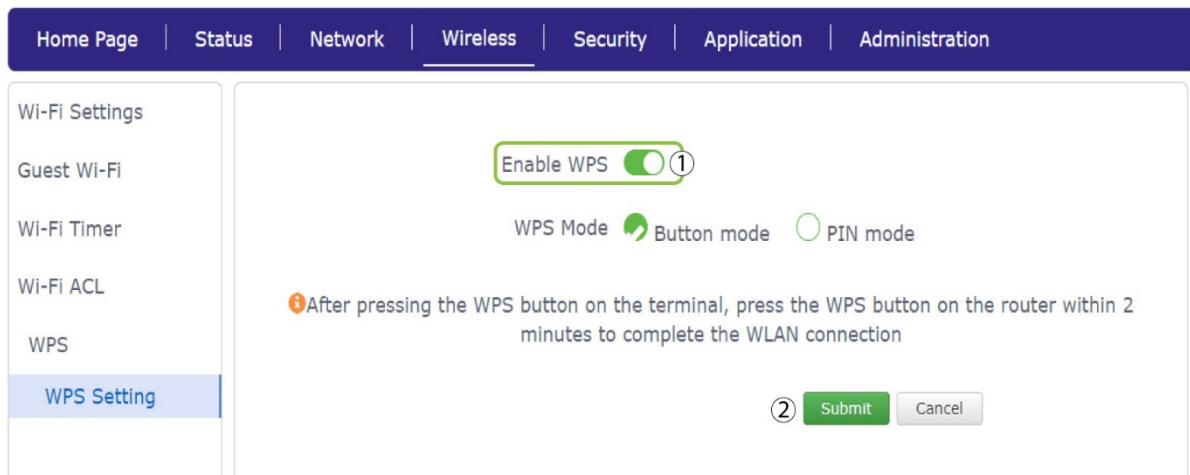 Home Page | Status | Network | Wireless | Security | Application | Administration
Wi-Fi Settings
Guest Wi-Fi
Wi-Fi Timer
Wi-Fi ACL
WPS
WPS Setting
Enable WPS ①
WPS Mode Button mode PIN mode
After pressing the WPS button on the terminal, press the WPS button on the router within 2
minutes to complete the WLAN connection
② Submit Cancel